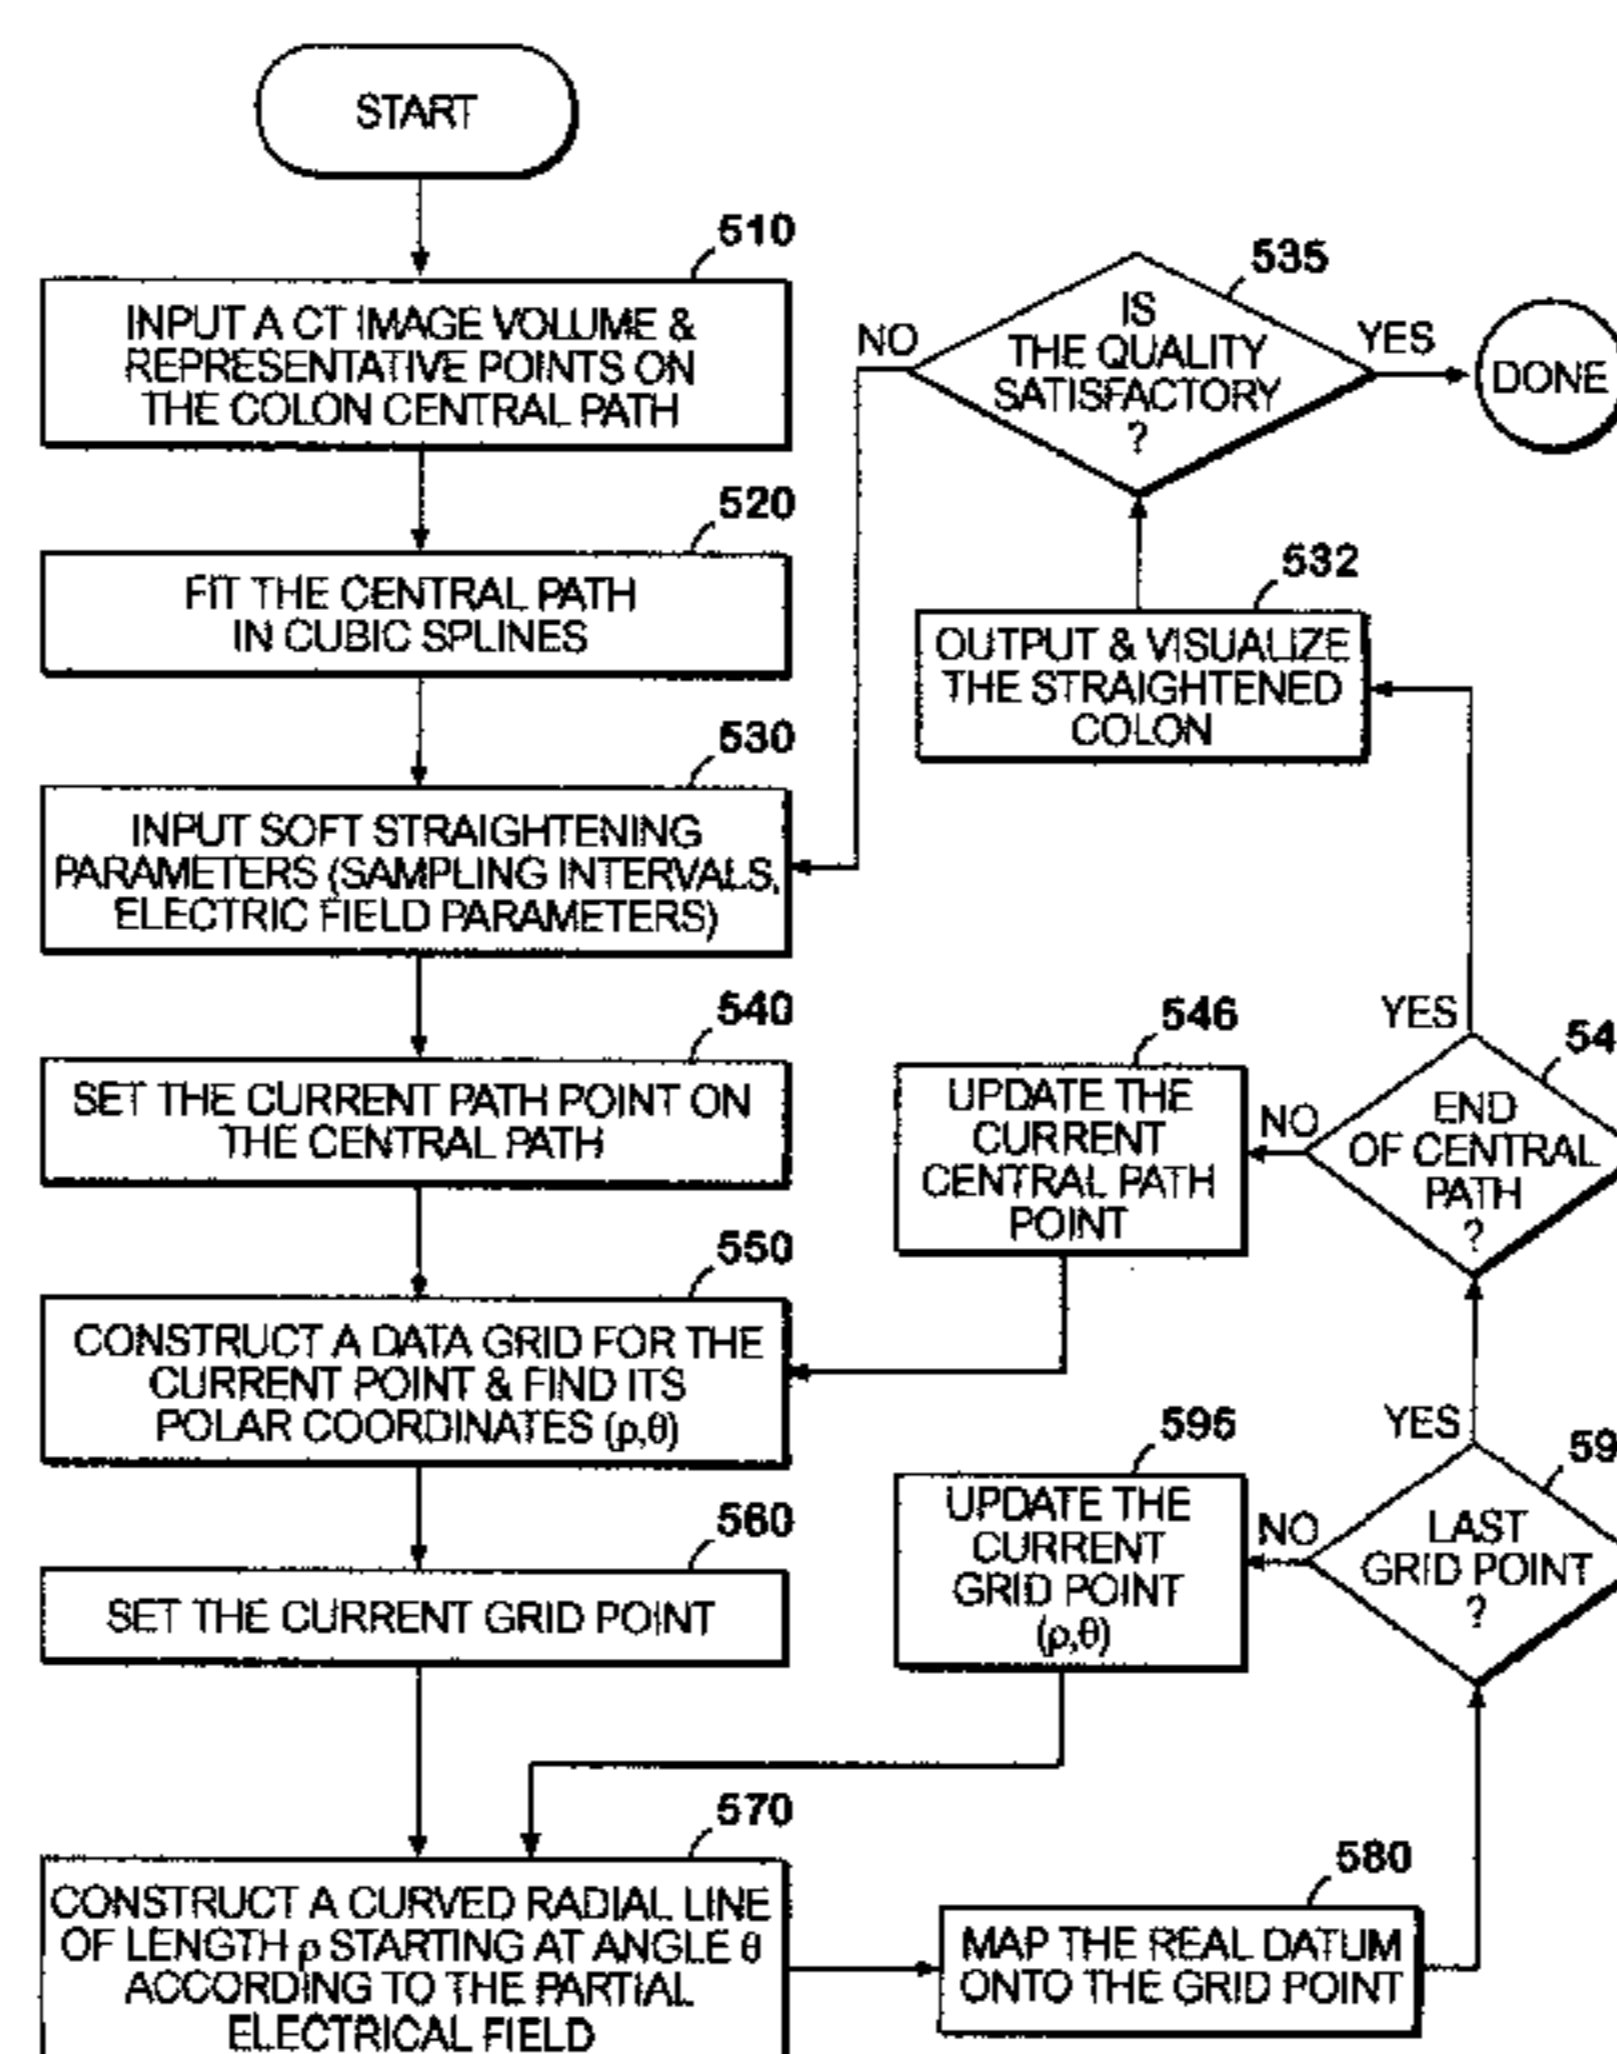 START
510
INPUT A CT IMAGE VOLUME &
REPRESENTATIVE POINTS ON
THE COLON CENTRAL PATH
520
FIT THE CENTRAL PATH
IN CUBIC SPLINES
530
INPUT SOFT STRAIGHTENING
PARAMETERS (SAMPLING INTERVALS,
ELECTRIC FIELD PARAMETERS)
540
SET THE CURRENT PATH POINT ON
THE CENTRAL PATH
550
CONSTRUCT A DATA GRID FOR THE
CURRENT POINT & FIND ITS
POLAR COORDINATES (ρ,θ)
560
SET THE CURRENT GRID POINT
570
CONSTRUCT A CURVED RADIAL LINE
OF LENGTH ρ STARTING AT ANGLE θ
ACCORDING TO THE PARTIAL
ELECTRICAL FIELD
580
MAP THE REAL DATUM
ONTO THE GRID POINT
59
LAST
GRID POINT
?
NO
YES
595
UPDATE THE
CURRENT
GRID POINT
(ρ,θ)
54
END
OF CENTRAL
PATH
?
NO
YES
546
UPDATE THE
CURRENT
CENTRAL PATH
POINT
532
OUTPUT & VISUALIZE
THE STRAIGHTENED
COLON
535
IS
THE QUALITY
SATISFACTORY
?
NO
YES
DONE